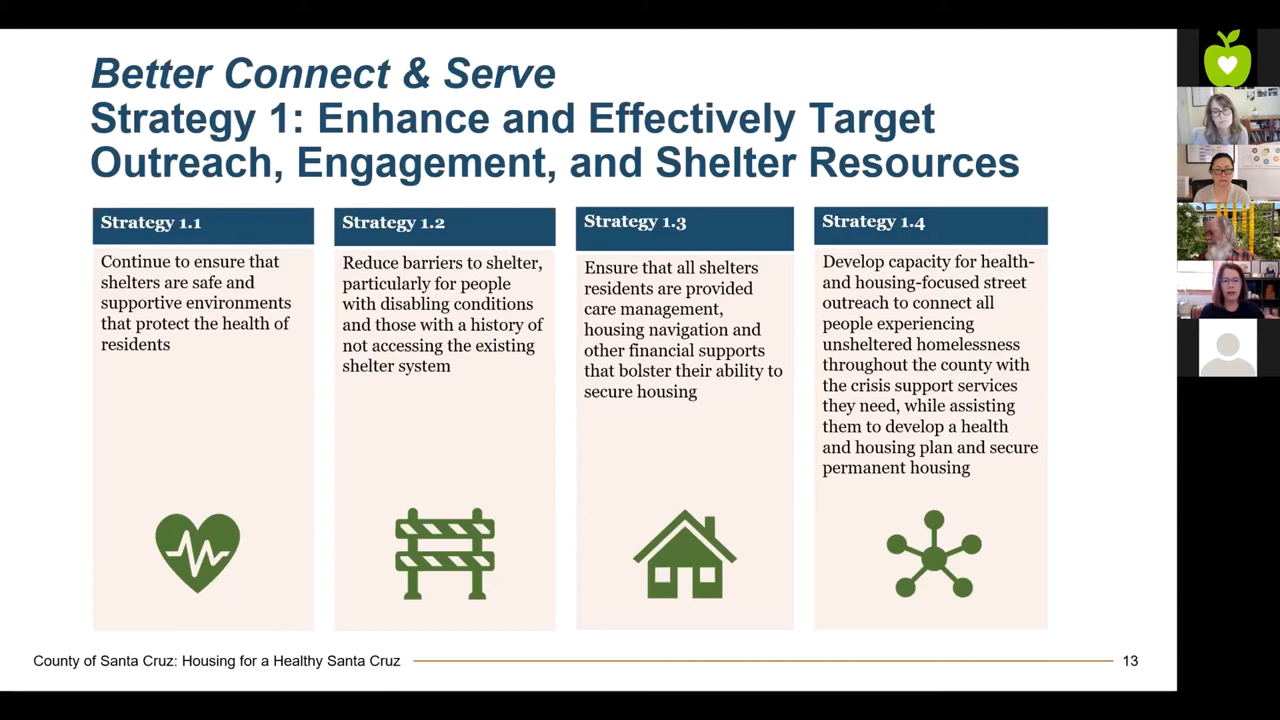 Better Connect & Serve
Strategy 1: Enhance and Effectively Target
Outreach, Engagement, and Shelter Resources
Strategy 1.1
Continue to ensure that
shelters are safe and
supportive environments
that protect the health of
residents
Strategy 1.2
Reduce barriers to shelter,
particularly for people
with disabling conditions
and those with a history of
not accessing the existing
shelter system
Strategy 1.3
Ensure that all shelters
residents are provided
care management,
housing navigation and
other financial supports
that bolster their ability to
secure housing
Strategy 1.4
Develop capacity for health-
and housing-focused street
outreach to connect all
people experiencing
unsheltered homelessness
throughout the county with
the crisis support services
they need, while assisting
them to develop a health
and housing plan and secure
permanent housing
County of Santa Cruz: Housing for a Healthy Santa Cruz
13